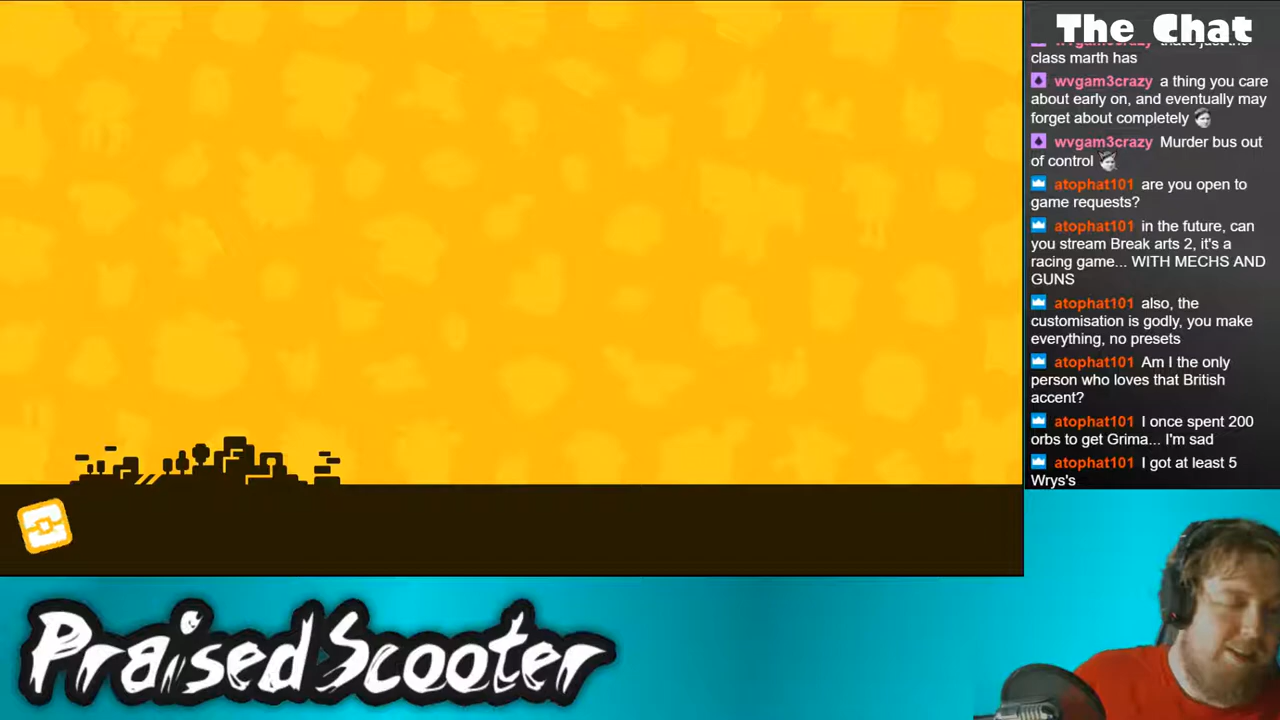 The Chat
wvgam3crazy that's just the
class marth has
wvgam3crazy a thing you care
about early on, and eventually may
forget about completely
wvgam3crazy Murder bus out
of control
atophat101 are you open to
game requests?
atophat101 in the future, can
you stream Break arts 2, it's a
racing game... WITH MECHS AND
GUNS
atophat101 also, the
customisation is godly, you make
everything, no presets
atophat101 Am I the only
person who loves that British
accent?
atophat101 I once spent 200
orbs to get Grima... I'm sad
atophat101 I got at least 5
Wrys's
PraisedScooter